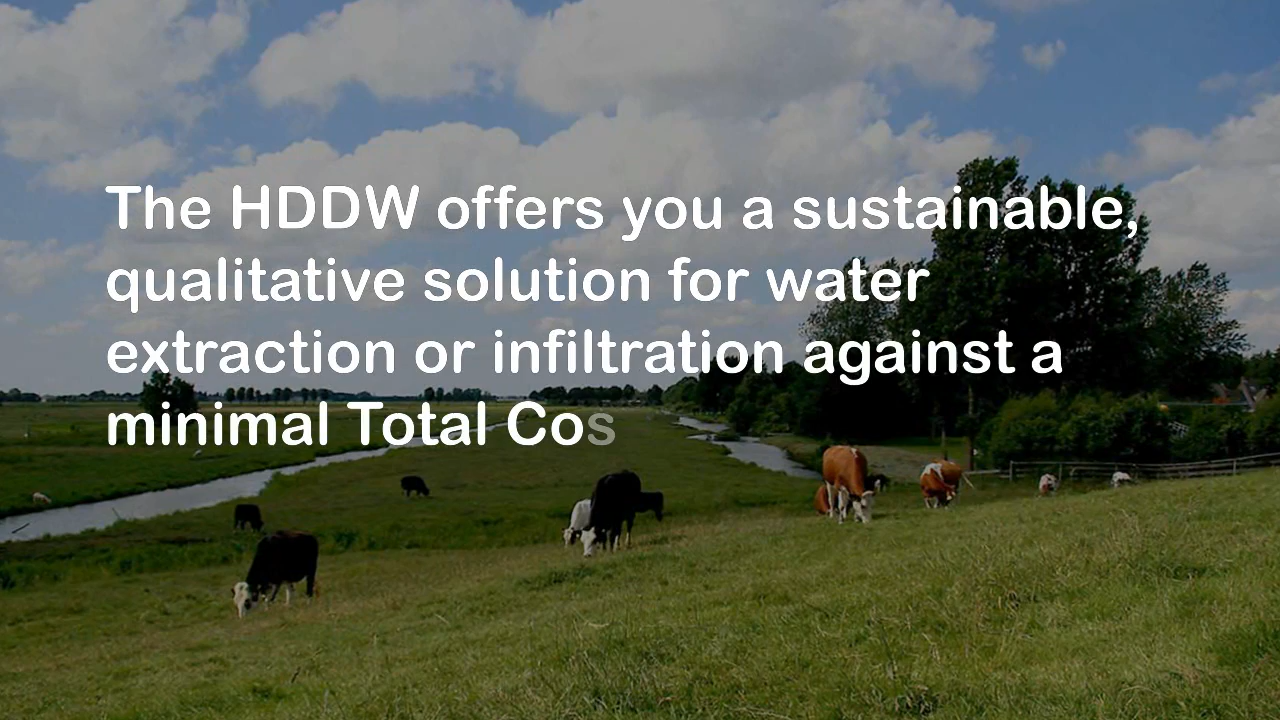 The HDDW offers you a sustainable,
qualitative solution for water
extraction or infiltration against a
minimal Total Cos